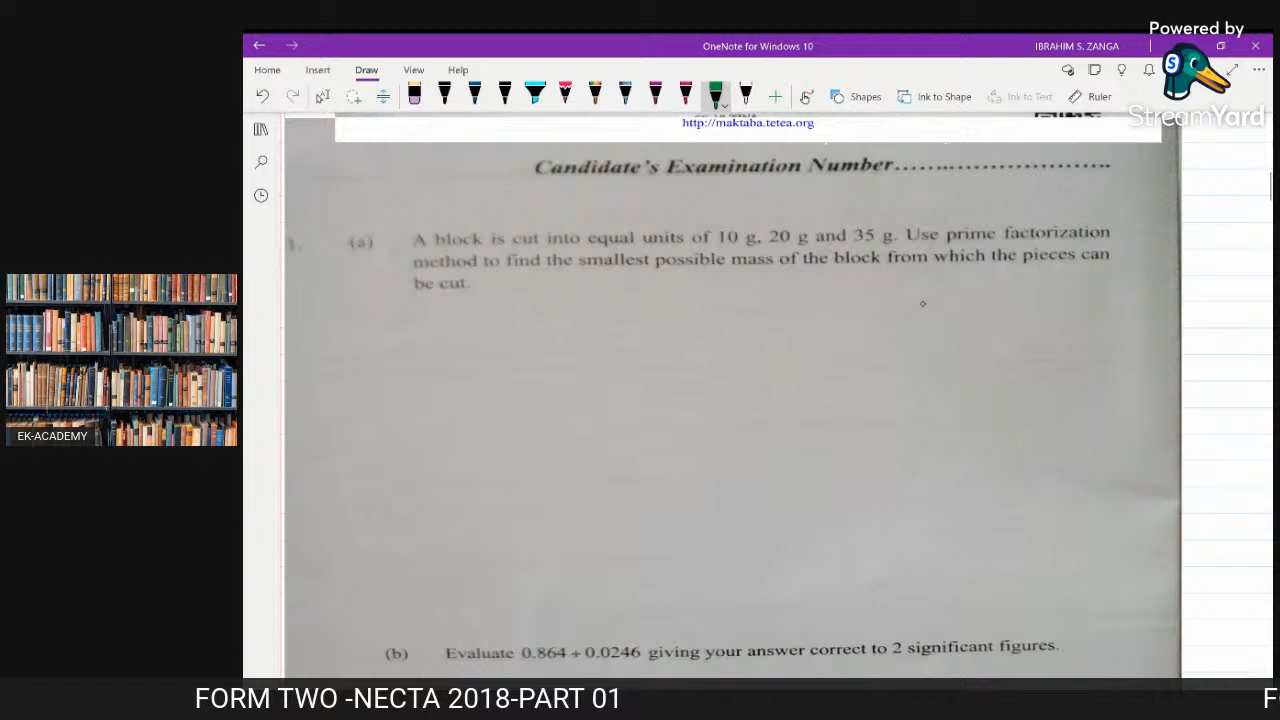 Powered by
StreamYard
OneNote for Windows 10
IBRAHIM S. ZANGA
Home Insert Draw View Help
Shapes
Ink to Shape
Ink to Text
Ruler
http://maktaba.tetea.org
Candidate's Examination Number..........................
1. (a) A block is cut into equal units of 10 g, 20 g and 35 g. Use prime factorization
method to find the smallest possible mass of the block from which the pieces can
be cut.
(b) Evaluate 0.864 ÷ 0.0246 giving your answer correct to 2 significant figures.
EK-ACADEMY
FORM TWO -NECTA 2018-PART 01